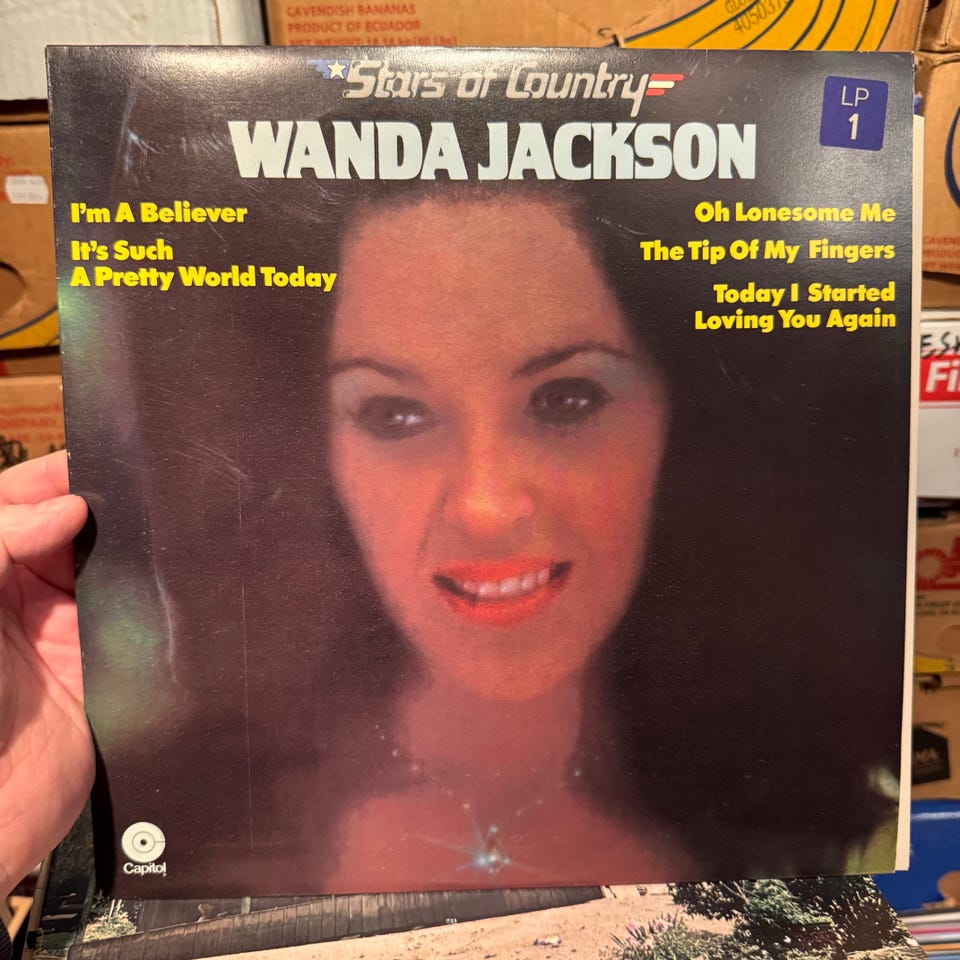 CAVENDISH BANANAS
PRODUCT OF ECUADOR
Stars of Country
LP
1
WANDA JACKSON
I'm A Believer
It's Such
A Pretty World Today
Oh Lonesome Me
The Tip Of My Fingers
Today I Started
Loving You Again
Capitol